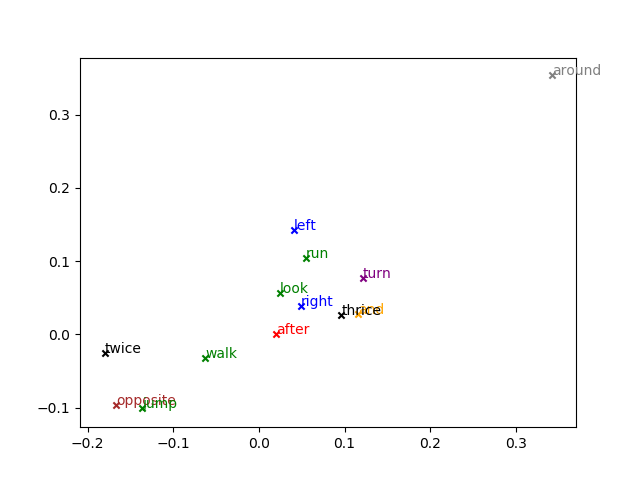 around
0.3
0.2
left
run
0.1
turn
look
right
thrice
and
after
0.0
twice
walk
opposite
jump
−0.1
−0.2
−0.1
0.0
0.1
0.2
0.3